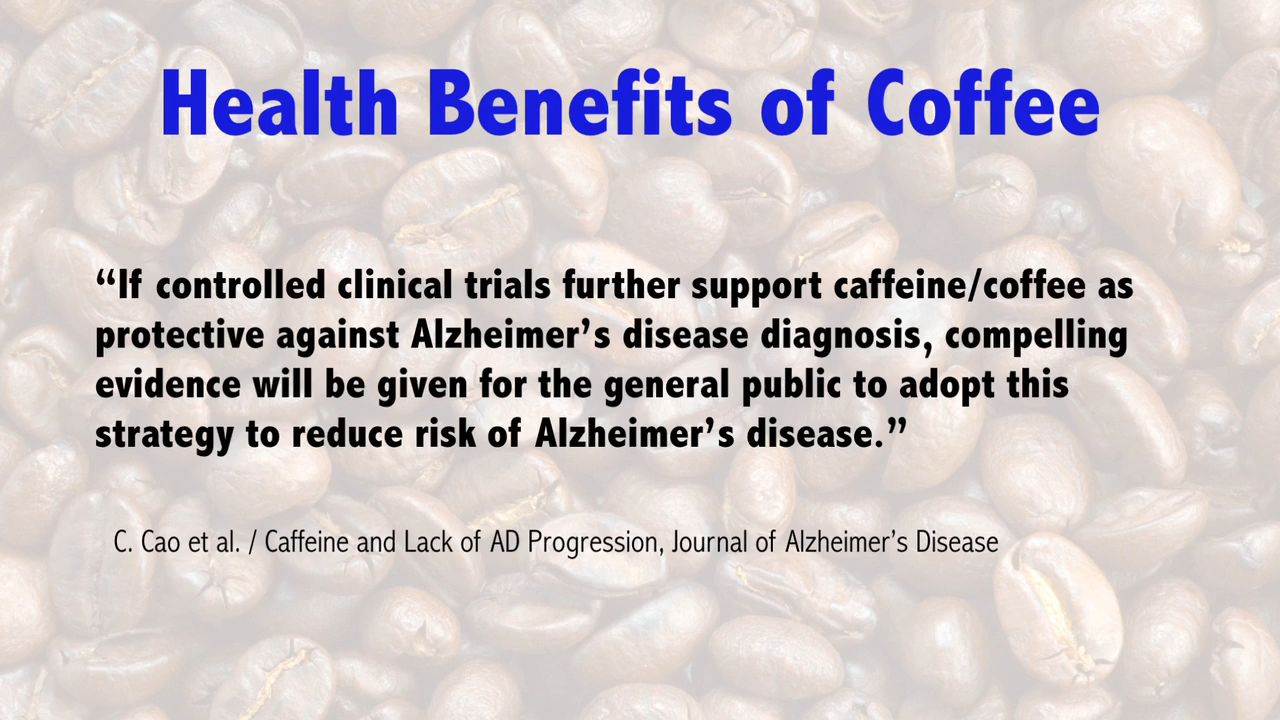 Health Benefits of Coffee
“If controlled clinical trials further support caffeine/coffee as
protective against Alzheimer’s disease diagnosis, compelling
evidence will be given for the general public to adopt this
strategy to reduce risk of Alzheimer’s disease.”
C. Cao et al. / Caffeine and Lack of AD Progression, Journal of Alzheimer’s Disease